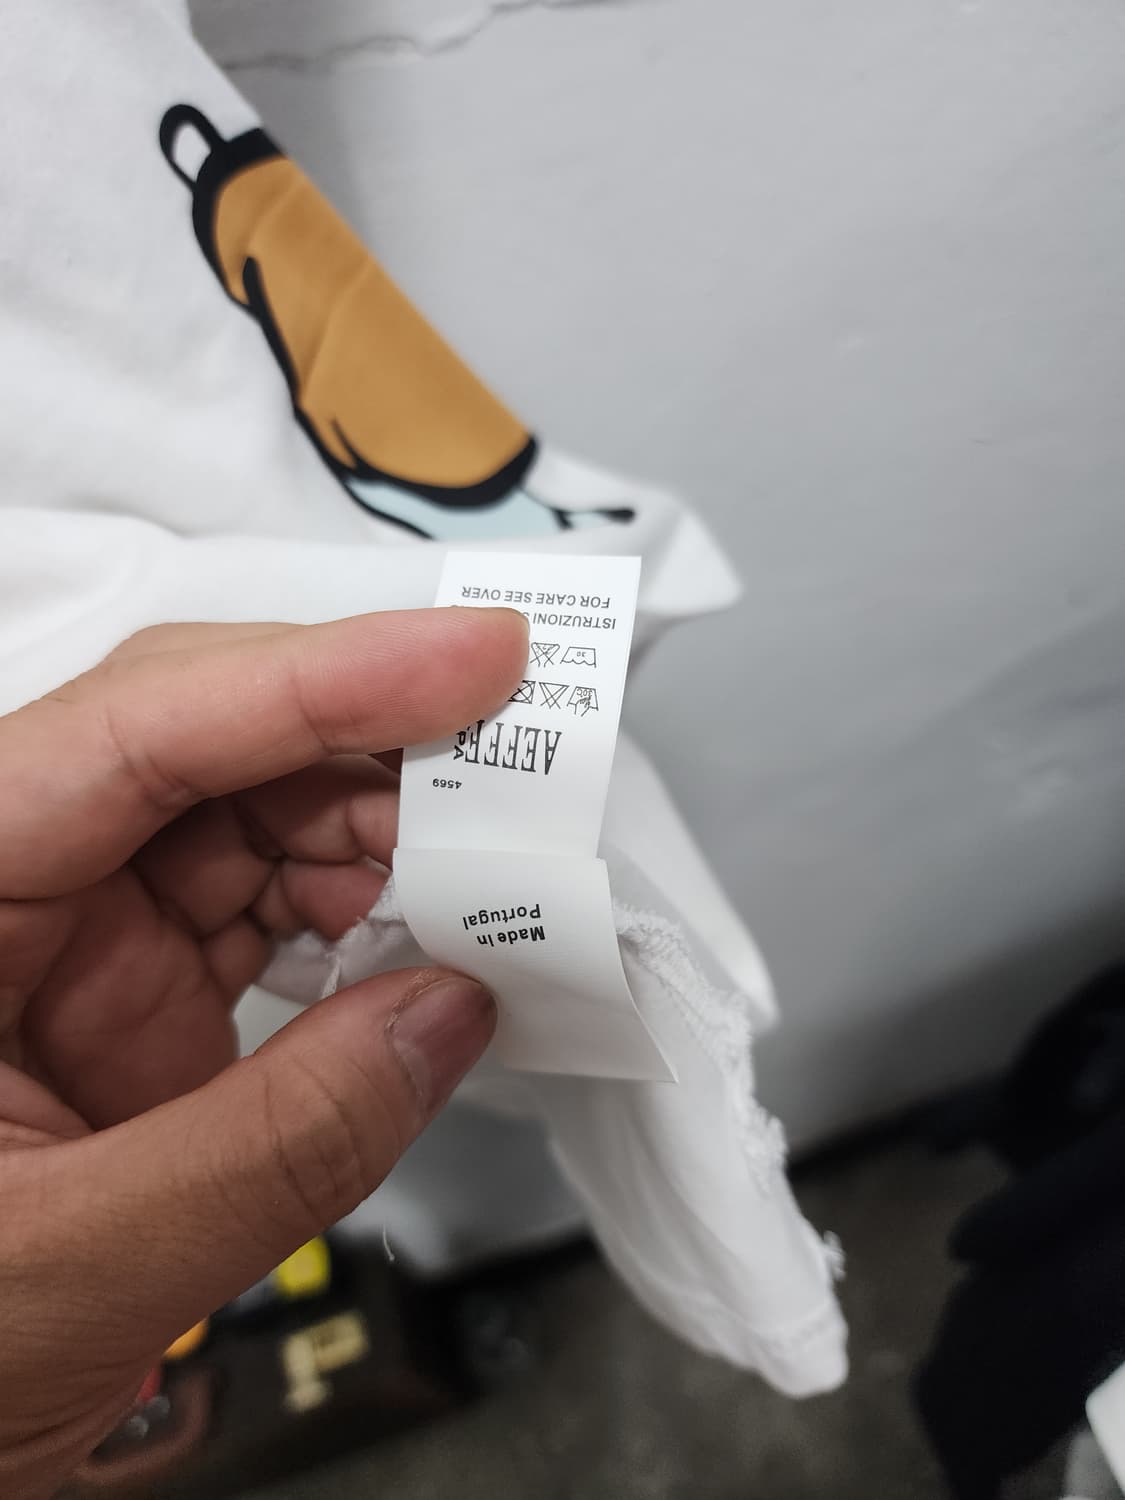 Made In
Portugal
4569
AEFFE
ISTRUZIONI
FOR CARE SEE OVER